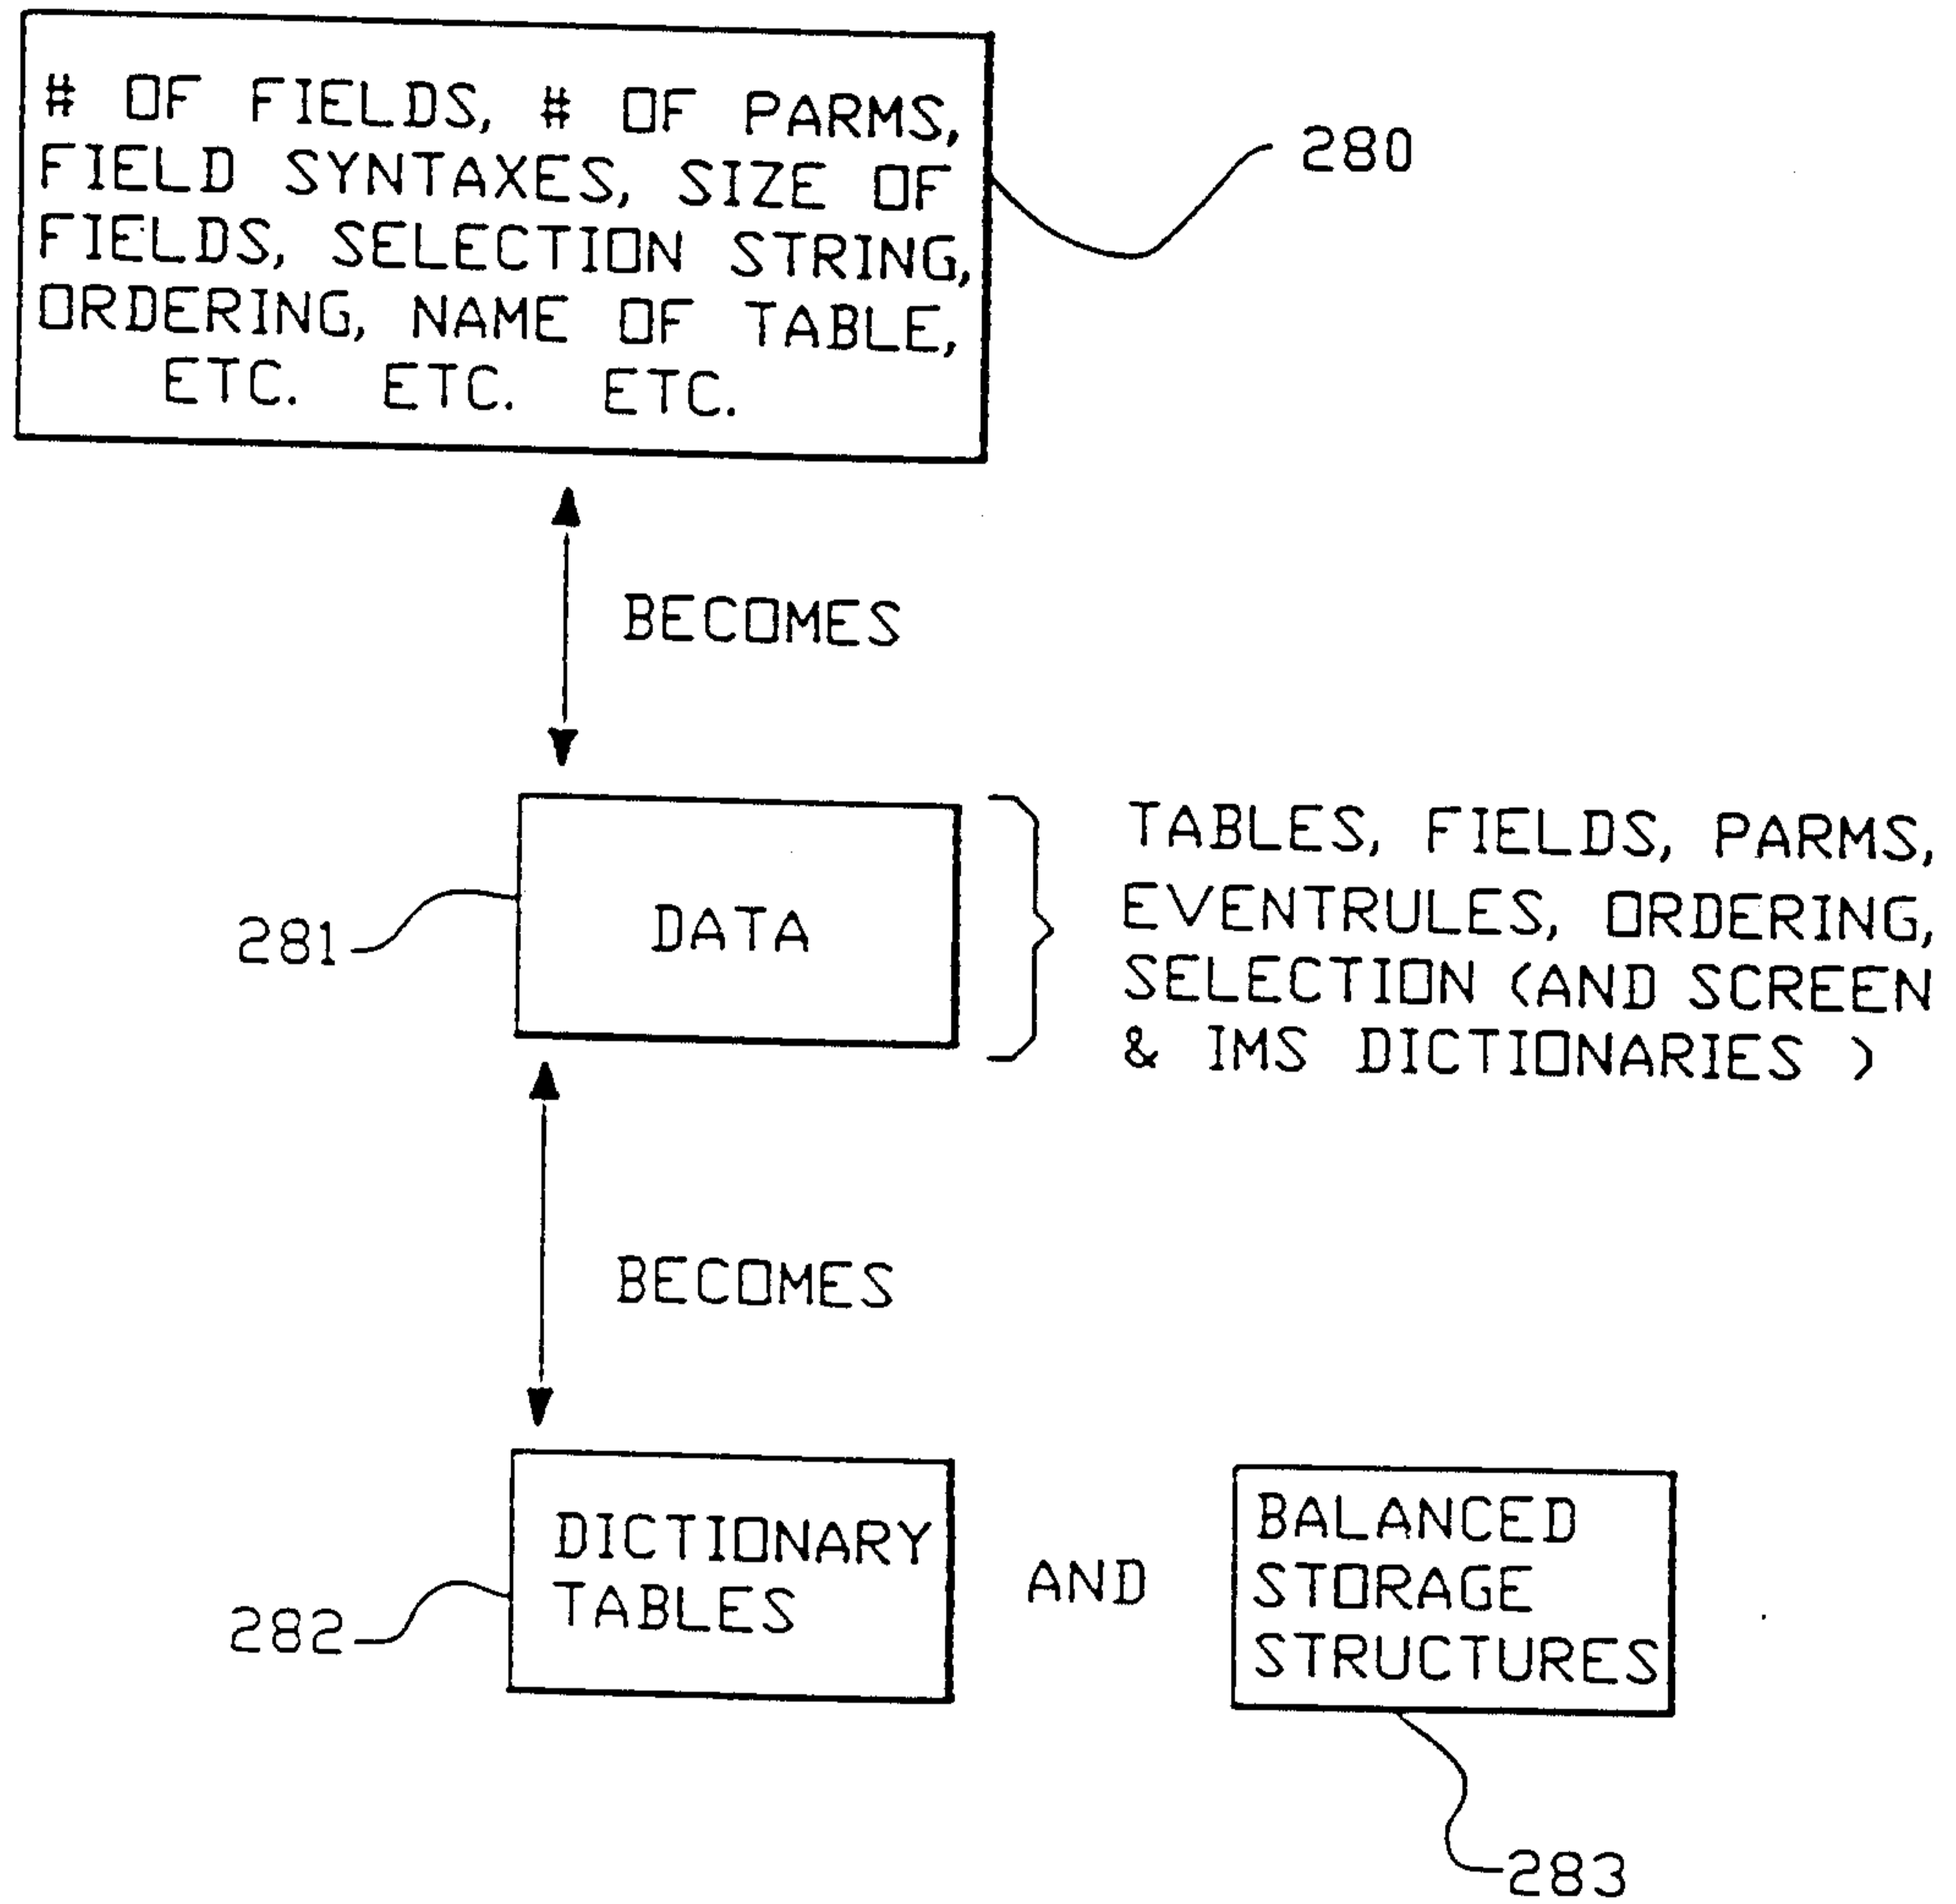 # OF FIELDS, # OF PARMS,
FIELD SYNTAXES, SIZE OF
FIELDS, SELECTION STRING,
ORDERING, NAME OF TABLE,
ETC. ETC. ETC.
280
BECOMES
281
DATA
TABLES, FIELDS, PARMS,
EVENTRULES, ORDERING,
SELECTION (AND SCREEN
& IMS DICTIONARIES )
BECOMES
282
DICTIONARY
TABLES
AND
BALANCED
STORAGE
STRUCTURES
283